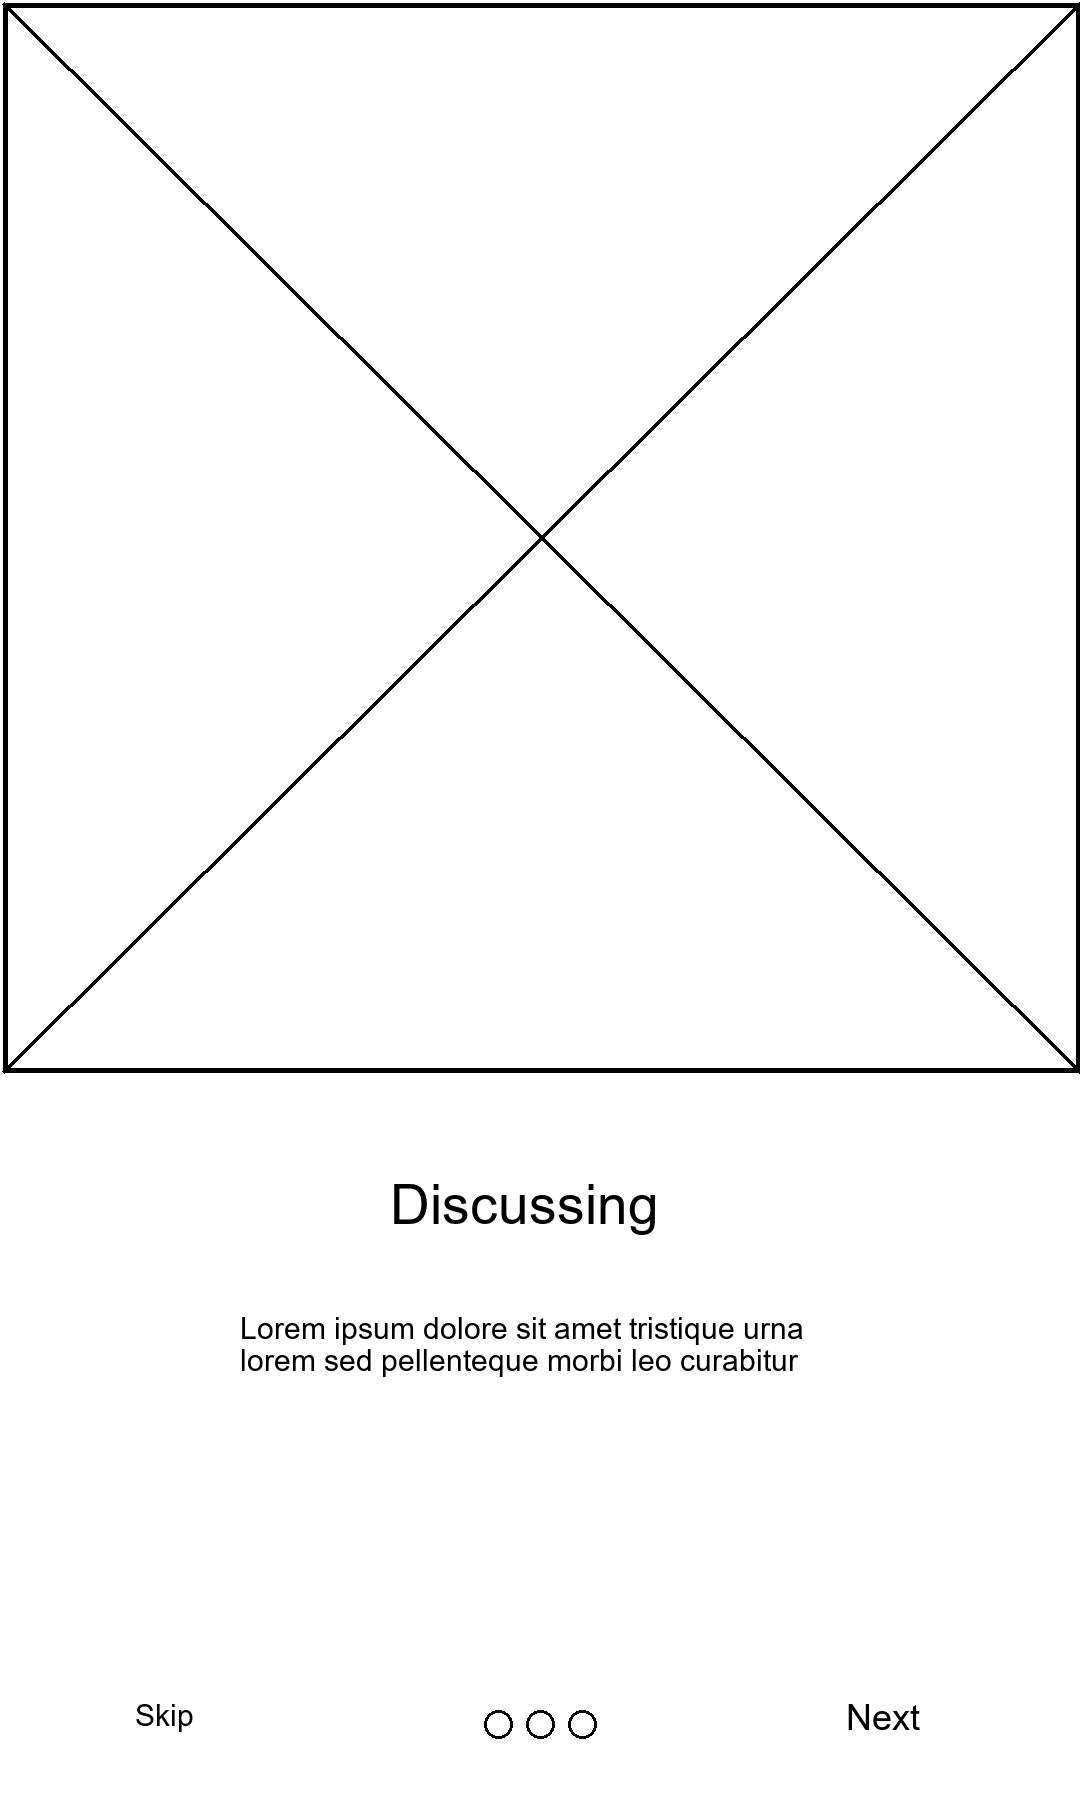 Discussing
Lorem ipsum dolore sit amet tristique urna
lorem sed pellenteque morbi leo curabitur
Skip
Next